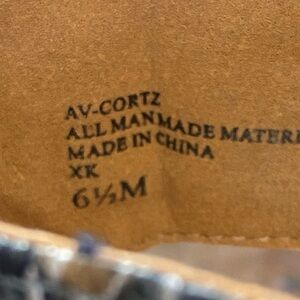 AV-CORTZ
ALL MANMADE MATERI
MADE IN CHINA
XK
6½M